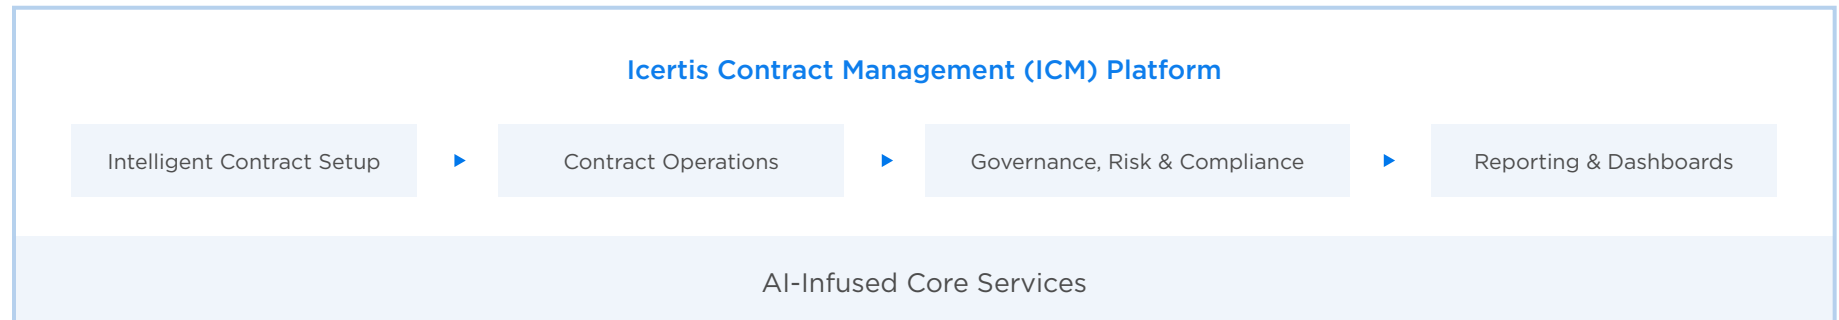 Icertis Contract Management (ICM) Platform
Intelligent Contract Setup
Contract Operations
Governance, Risk & Compliance
Reporting & Dashboards
AI-Infused Core Services